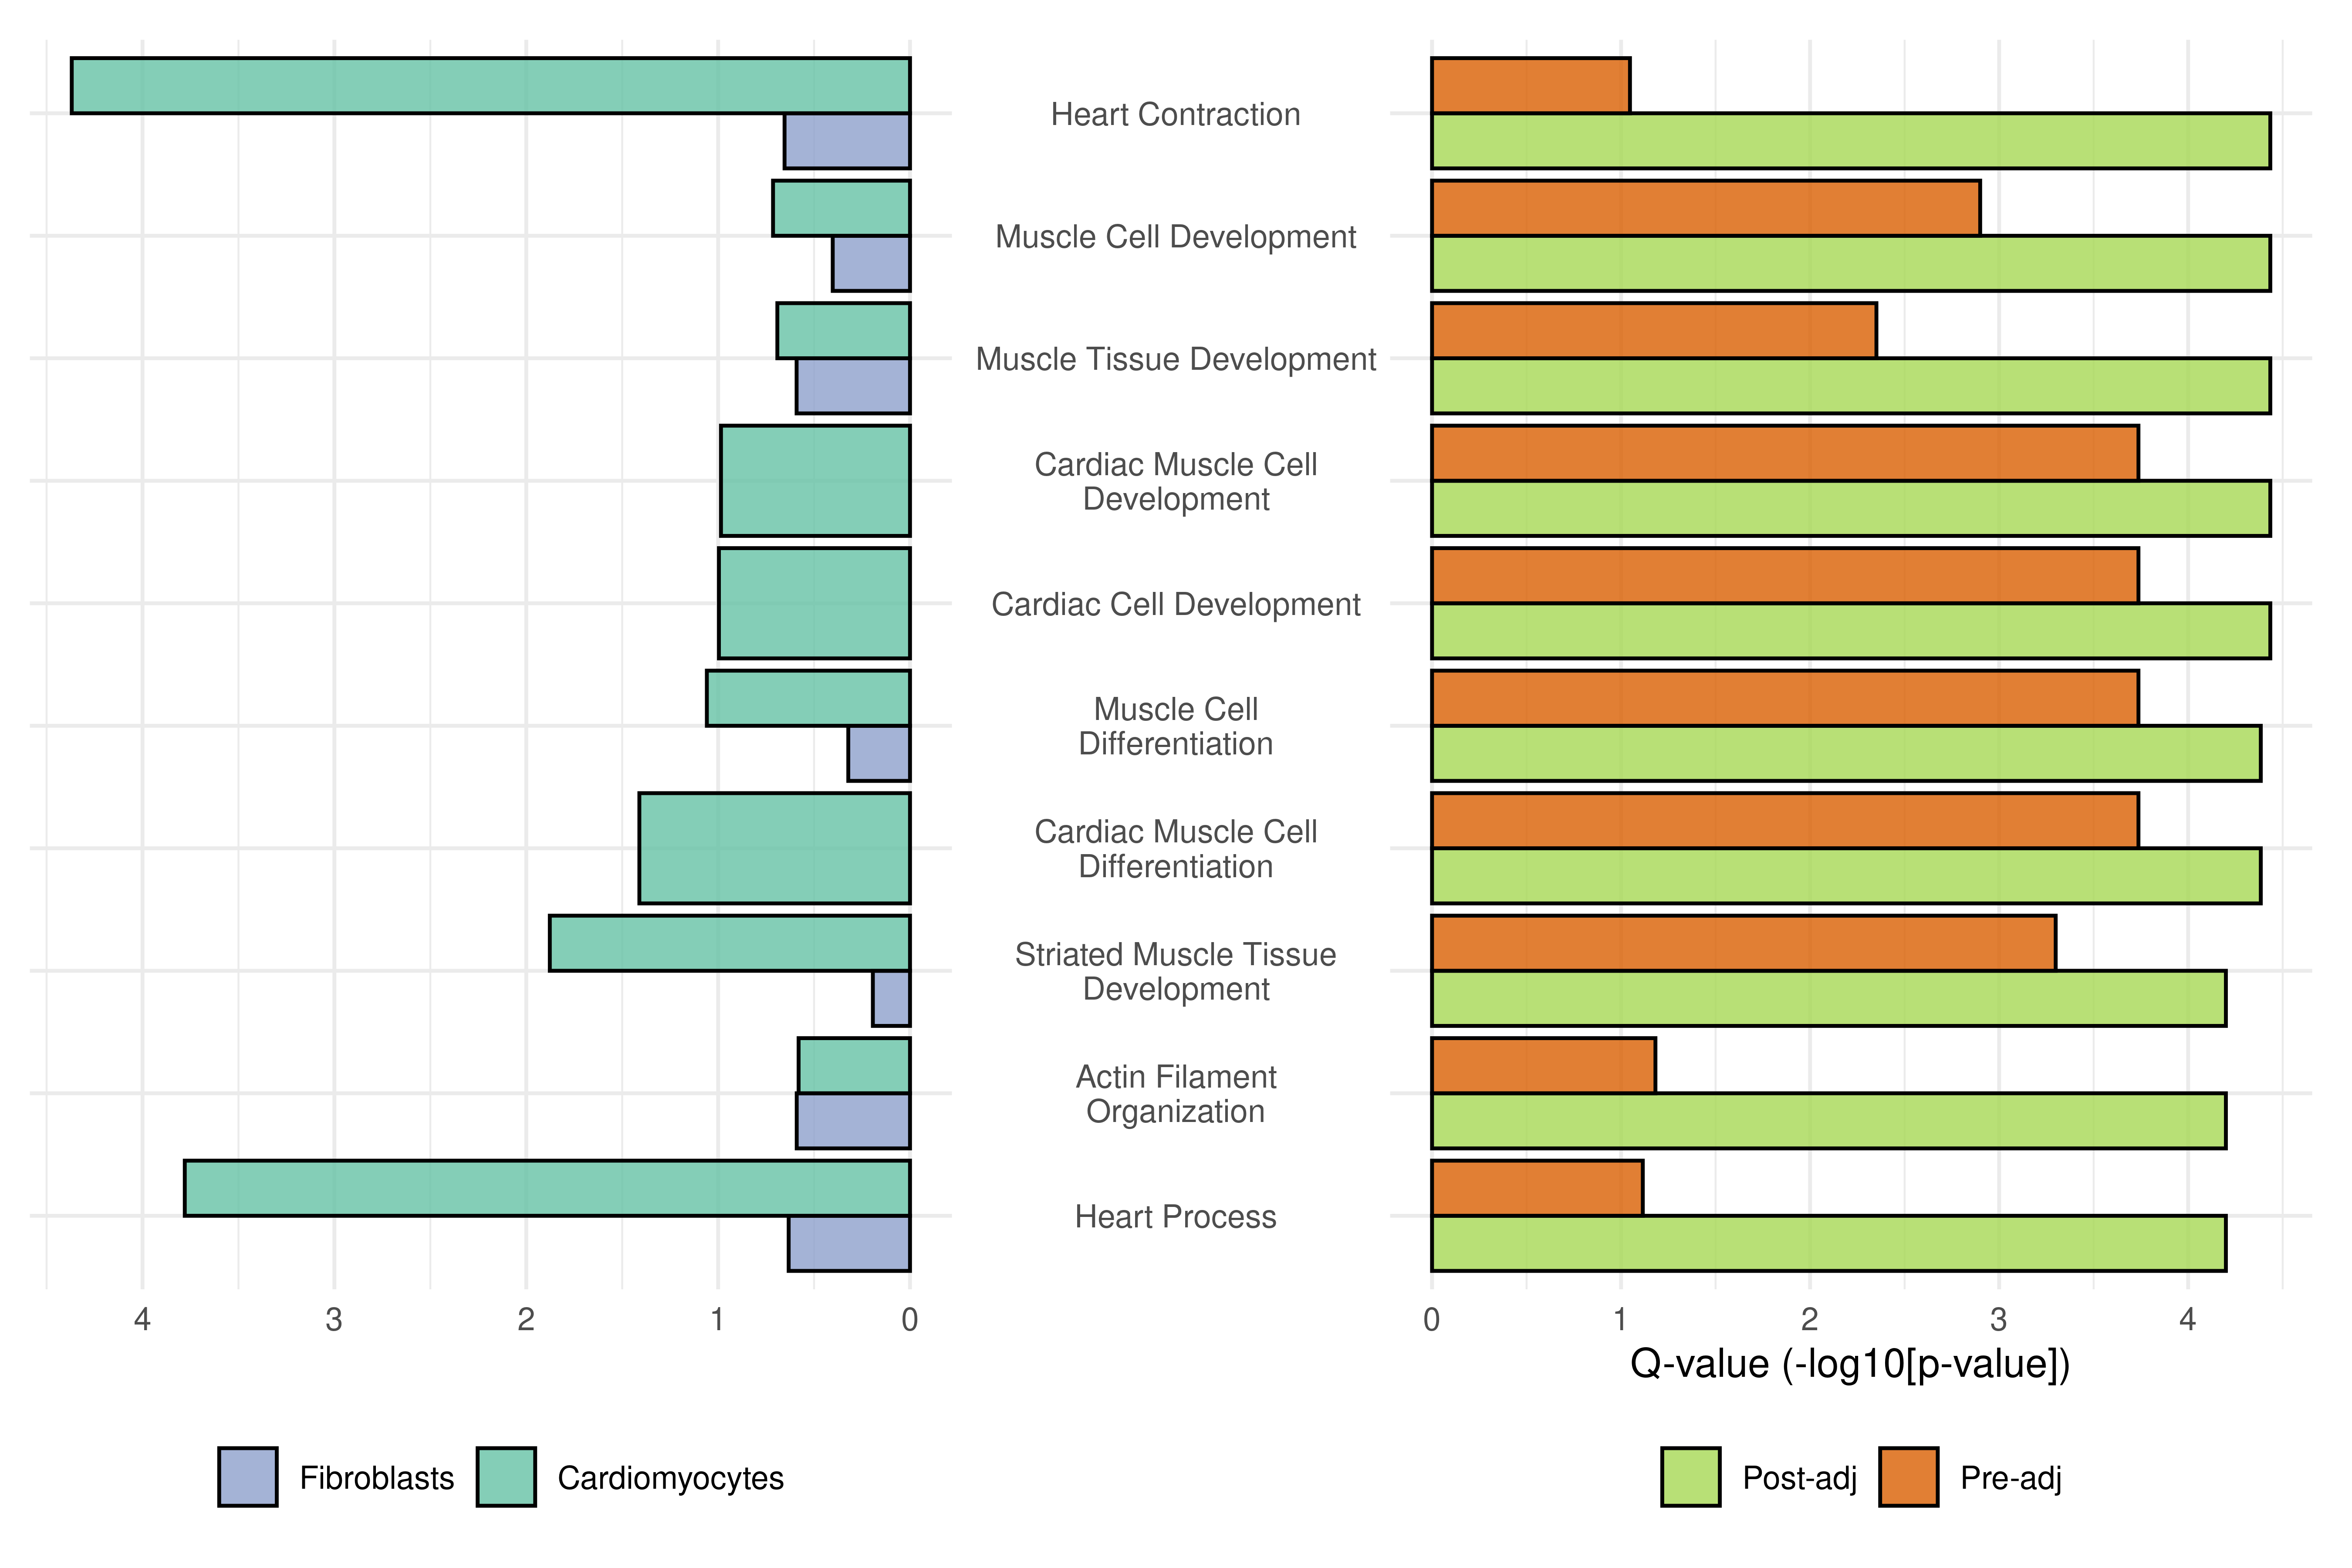 Heart Contraction
Muscle Cell Development
Muscle Tissue Development
Cardiac Muscle Cell
Development
Cardiac Cell Development
Muscle Cell
Differentiation
Cardiac Muscle Cell
Differentiation
Striated Muscle Tissue
Development
Actin Filament
Organization
Heart Process
4 3 2 1 0
0 1 2 3 4
Q-value (-log10[p-value])
Fibroblasts Cardiomyocytes
Post-adj Pre-adj